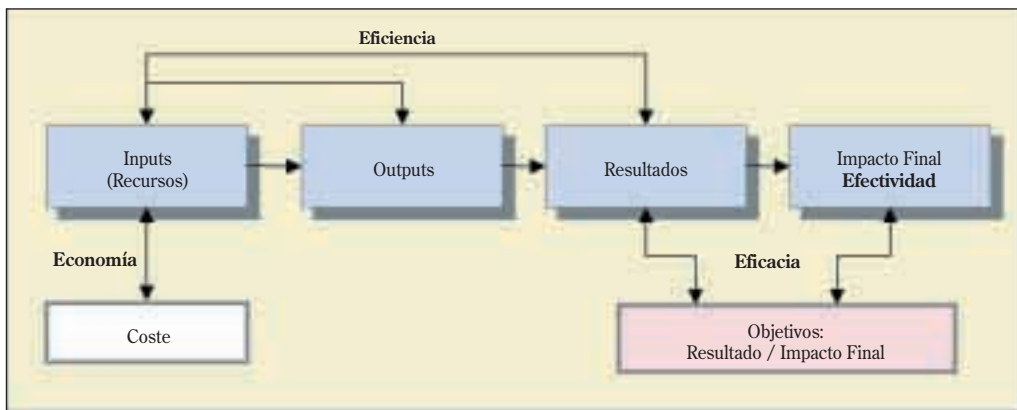 Eficiencia
Inputs
(Recursos)
Outputs
Resultados
Impacto Final
Efectividad
Economía
Eficacia
Coste
Objetivos:
Resultado / Impacto Final